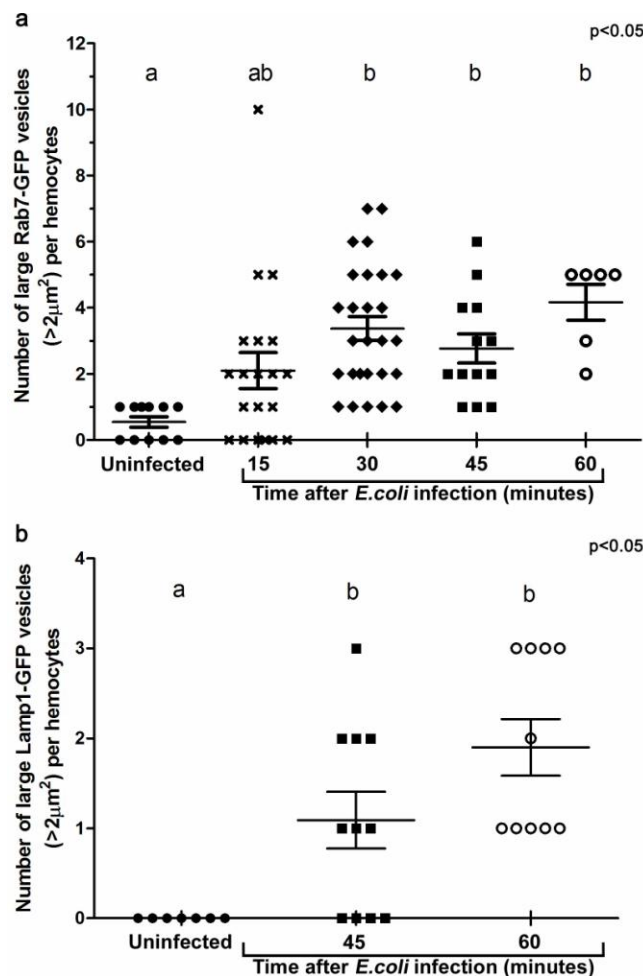 a
p<0.05
Number of large Rab7-GFP vesicles
(>2μm²) per hemocytes
12
10
8
6
4
2
0
a ab b b b
Uninfected 15 30 45 60
Time after E.coli infection (minutes)
b
p<0.05
Number of large Lamp1-GFP vesicles
(>2μm²) per hemocytes
4
3
2
1
0
a b b
Uninfected 45 60
Time after E.coli infection (minutes)